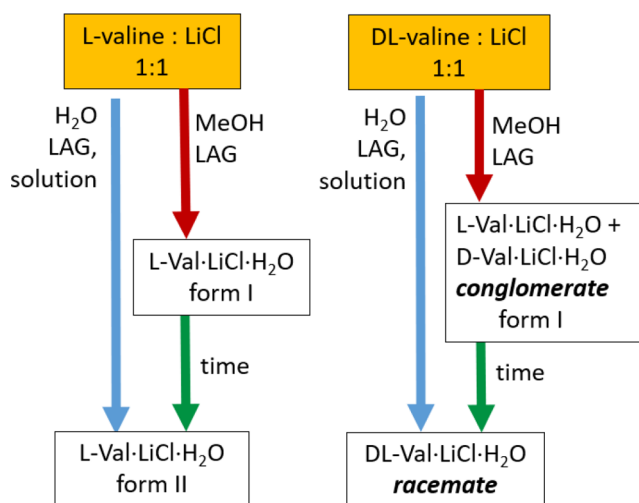 L-valine : LiCl
1:1
H₂O
LAG,
solution
MeOH
LAG
L-Val·LiCl·H₂O
form I
time
L-Val·LiCl·H₂O
form II
DL-valine : LiCl
1:1
H₂O
LAG,
solution
MeOH
LAG
L-Val·LiCl·H₂O +
D-Val·LiCl·H₂O
conglomerate
form I
time
DL-Val·LiCl·H₂O
racemate